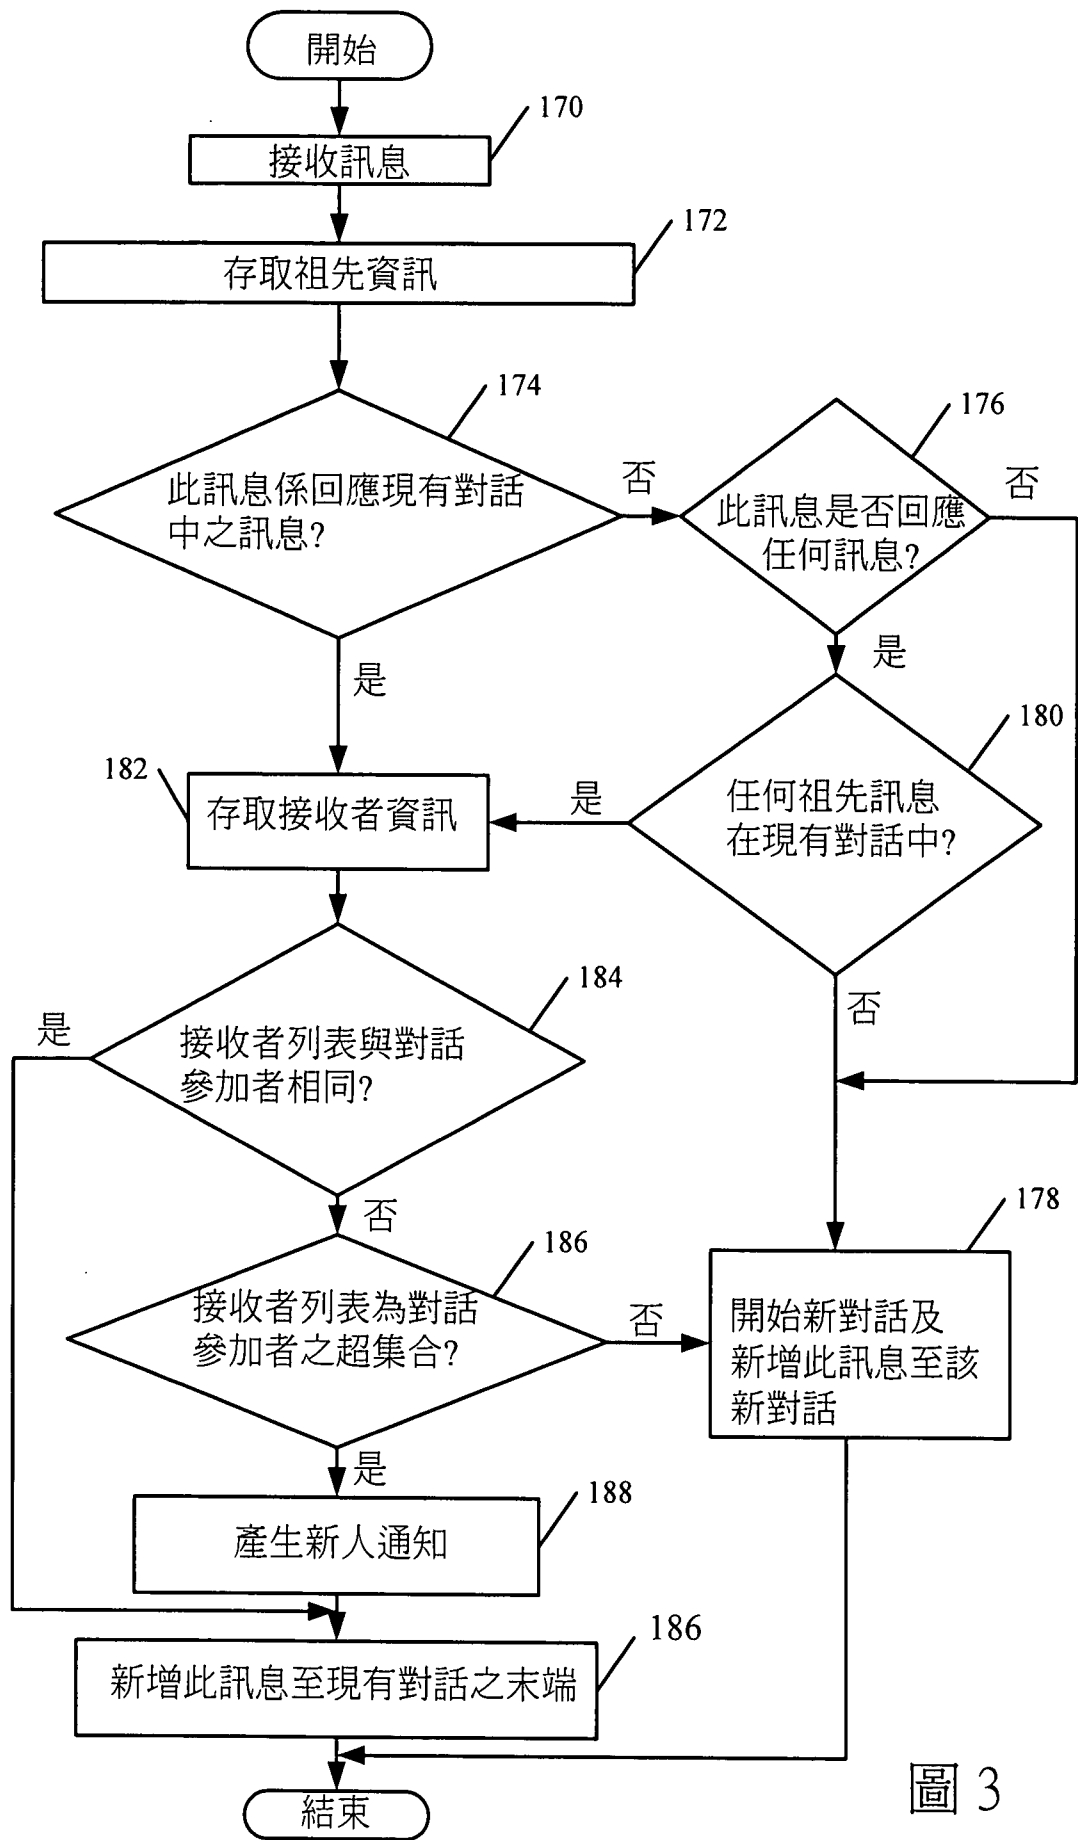 開始
170
接收訊息
172
存取祖先資訊
174
此訊息係回應現有對話
中之訊息?
否
176
此訊息是否回應
任何訊息?
否
是
是
180
任何祖先訊息
在現有對話中?
是
182
存取接收者資訊
否
184
接收者列表與對話
參加者相同?
是
否
186
接收者列表為對話
參加者之超集合?
否
178
開始新對話及
新增此訊息至該
新對話
是
188
產生新人通知
186
新增此訊息至現有對話之末端
結束
圖 3